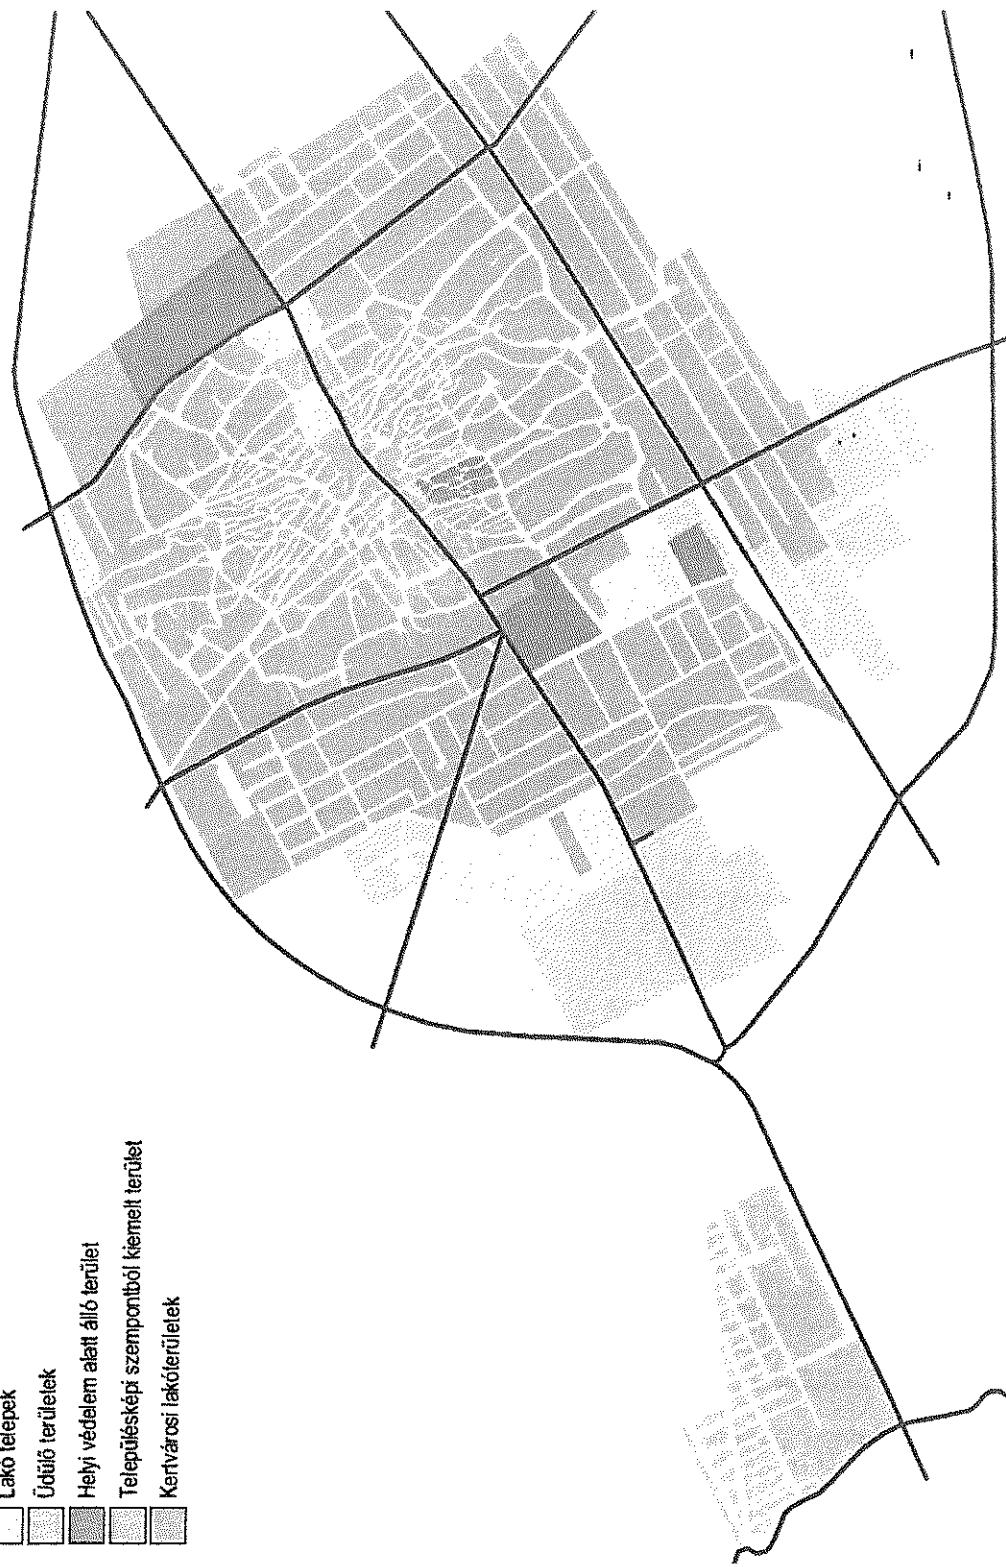 Lakó telepek
Üdülő területek
Helyi védelem alatt álló terület
Településképi szempontból kiemelt terület
Kertvárosi lakóterületek